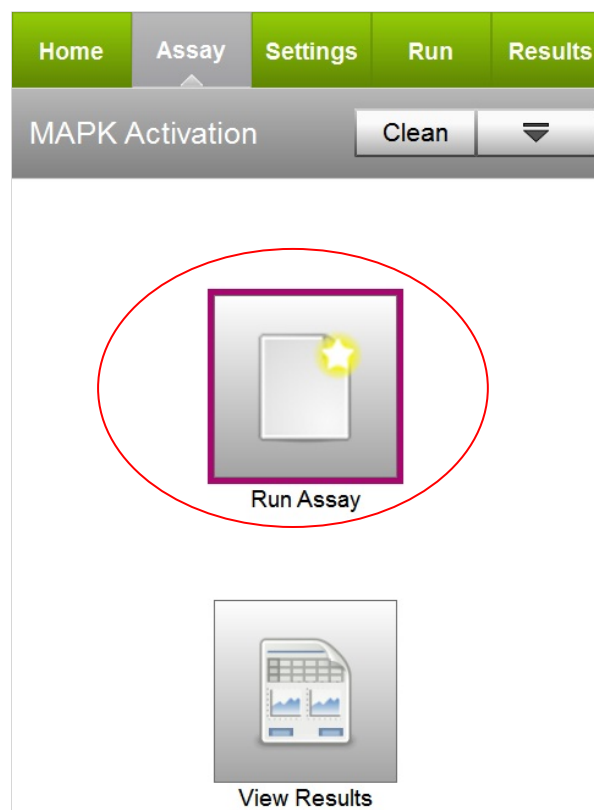 Home Assay Settings Run Results
MAPK Activation Clean
Run Assay
View Results